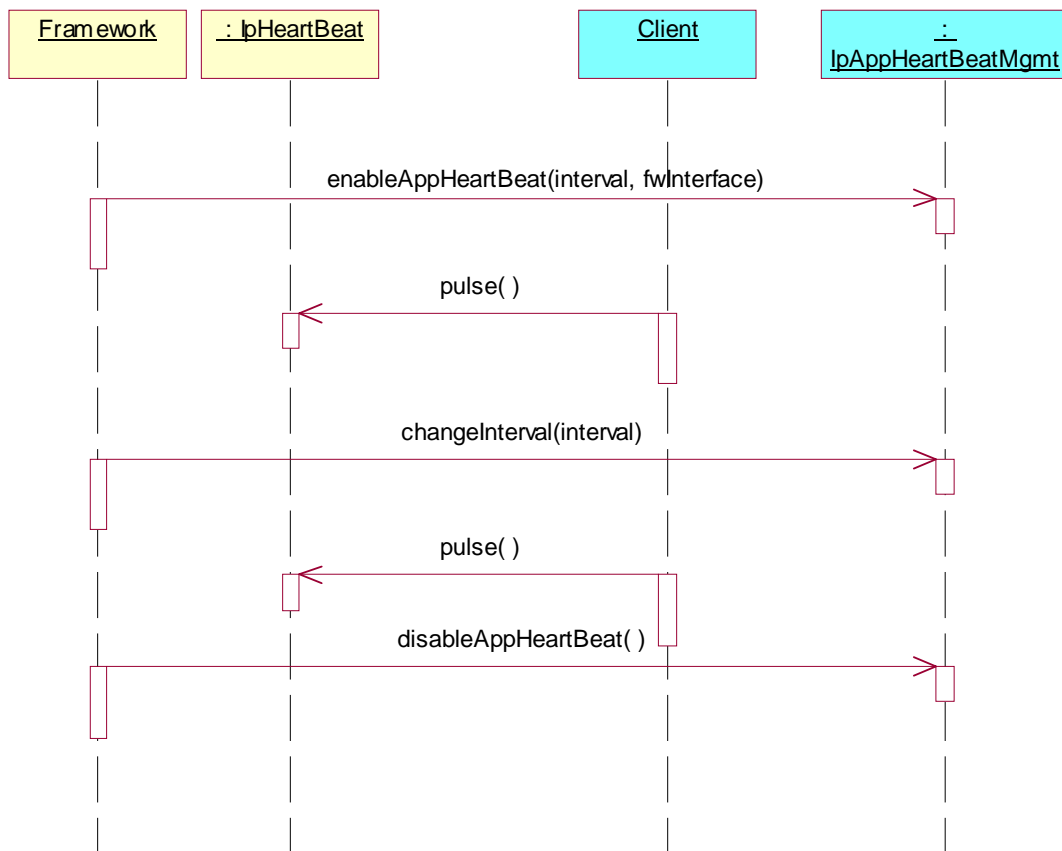 Framework
: IpHeartBeat
Client
:
IpAppHeartBeatMgmt
enableAppHeartBeat(interval, fwInterface)
pulse( )
changeInterval(interval)
pulse( )
disableAppHeartBeat( )